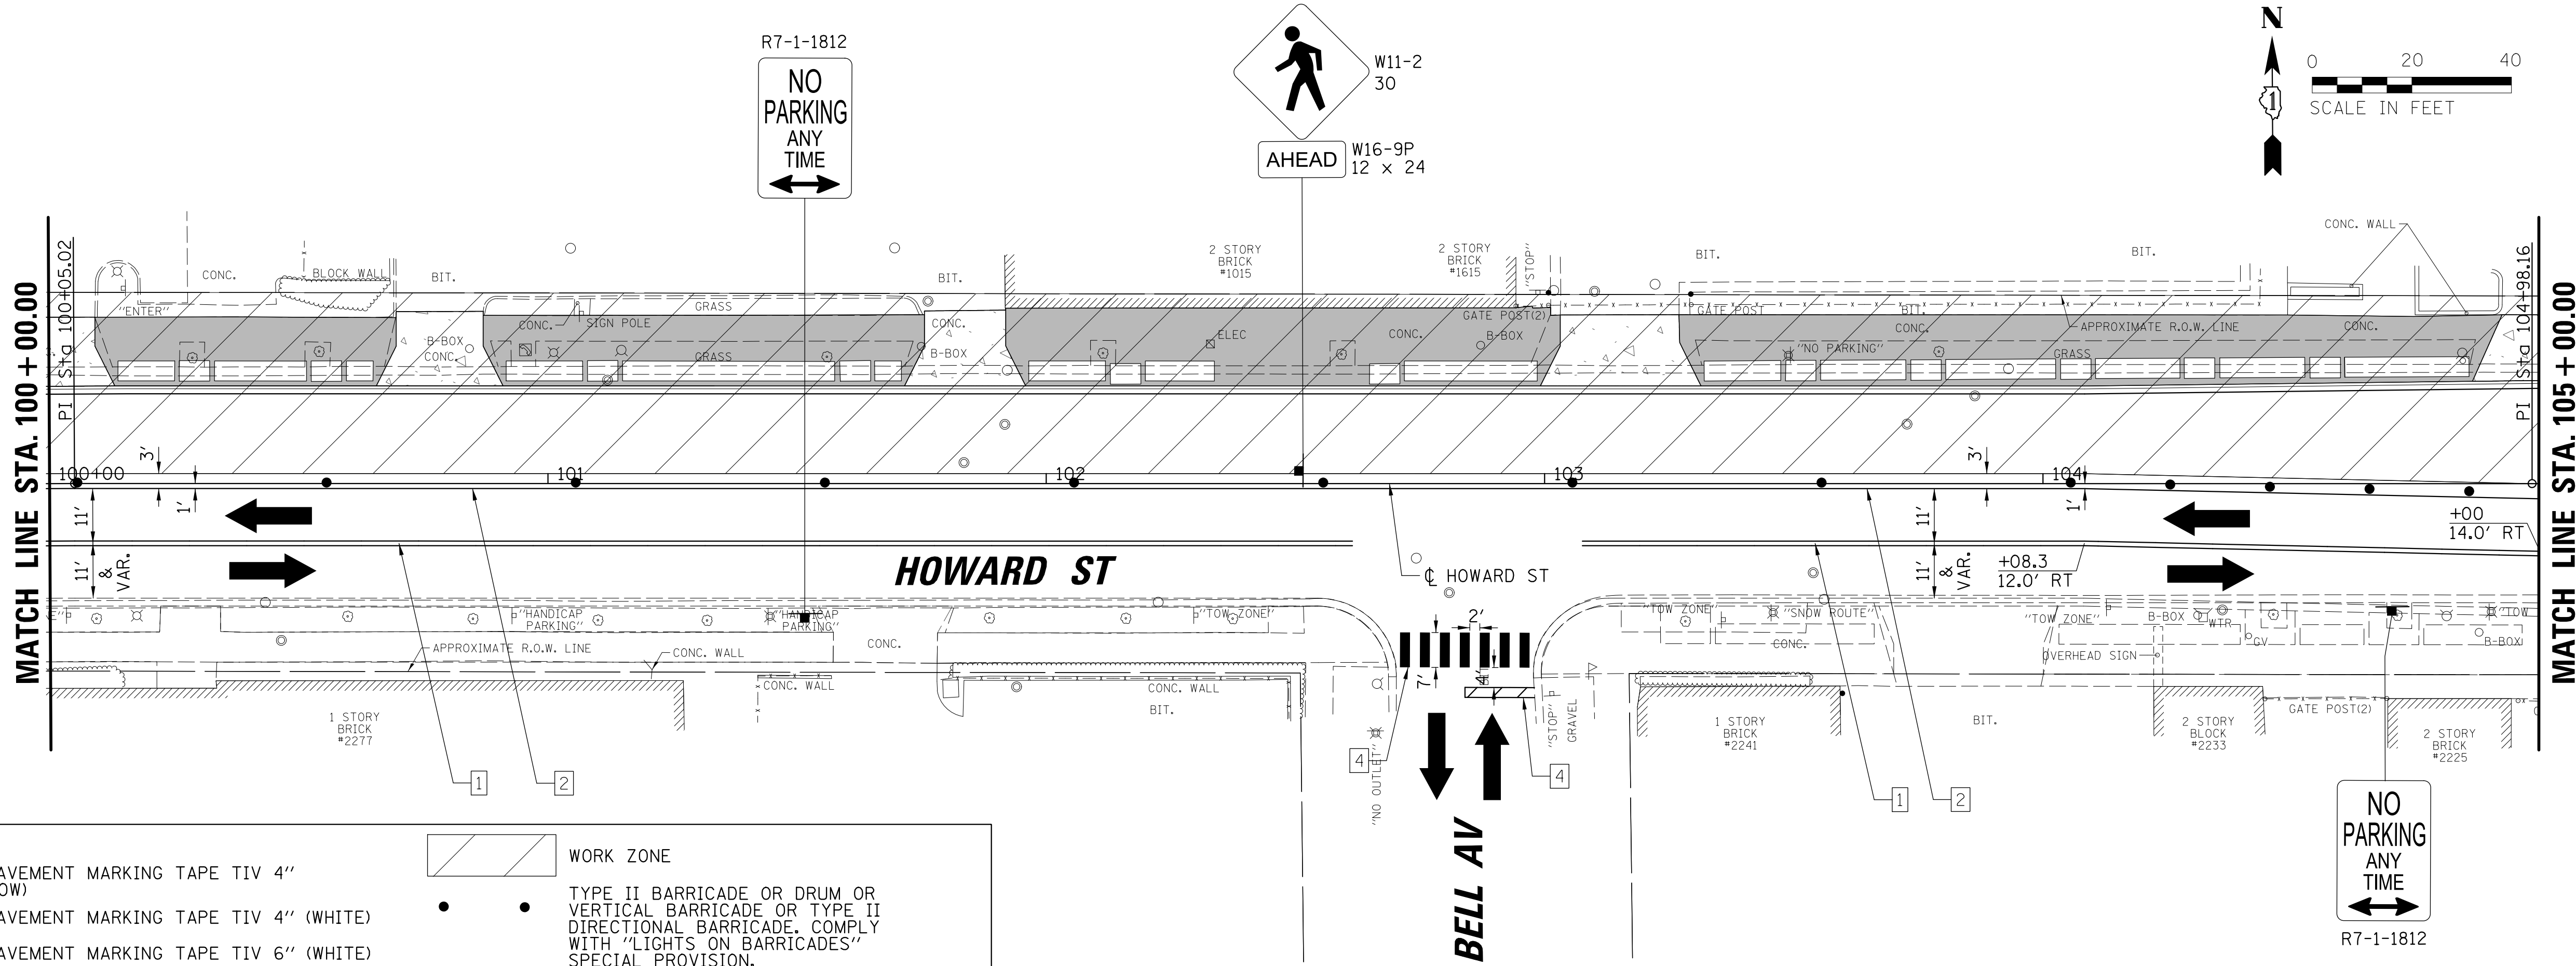 R7-1-1812
NO
PARKING
ANY
TIME
W11-2
30
AHEAD
W16-9P
12 x 24
N
1
0 20 40
SCALE IN FEET
MATCH LINE STA. 100+00.00
PI Sta 100+05.02
CONC.
BLOCK WALL
BIT.
"ENTER"
CONC.
SIGN POLE
GRASS
B-BOX
CONC.
GRASS
BIT.
CONC.
B-BOX
2 STORY
BRICK
#1015
2 STORY
BRICK
#1615
"STOP"
ELEC
CONC.
GATE POST(2)
B-BOX
BIT.
GATE POST
BIT.
CONC.
"NO PARKING"
GRASS
APPROXIMATE R.O.W. LINE
BIT.
CONC. WALL
CONC.
PI Sta 104+98.16
MATCH LINE STA. 105+00.00
100+00
101
102
103
104
3'
1'
11'
11'
&
VAR.
3'
1'
11'
11'
&
VAR.
+08.3
12.0' RT
+00
14.0' RT
HOWARD ST
℄ HOWARD ST
"HANDICAP
PARKING"
"HANDICAP
PARKING"
CONC.
"TOW ZONE"
APPROXIMATE R.O.W. LINE
CONC. WALL
CONC. WALL
CONC. WALL
BIT.
1 STORY
BRICK
#2277
2'
7'
4'
"NO OUTLET"
"STOP"
GRAVEL
"TOW ZONE"
"SNOW ROUTE"
CONC.
"TOW ZONE"
B-BOX
WTR
GV
OVERHEAD SIGN
"TOW
B-BOX
1 STORY
BRICK
#2241
BIT.
2 STORY
BLOCK
#2233
GATE POST(2)
2 STORY
BRICK
#2225
1
2
4
4
1
2
BELL AV
NO
PARKING
ANY
TIME
R7-1-1812
AVEMENT MARKING TAPE TIV 4"
OW)
AVEMENT MARKING TAPE TIV 4" (WHITE)
AVEMENT MARKING TAPE TIV 6" (WHITE)
WORK ZONE
TYPE II BARRICADE OR DRUM OR
VERTICAL BARRICADE OR TYPE II
DIRECTIONAL BARRICADE. COMPLY
WITH "LIGHTS ON BARRICADES"
SPECIAL PROVISION.